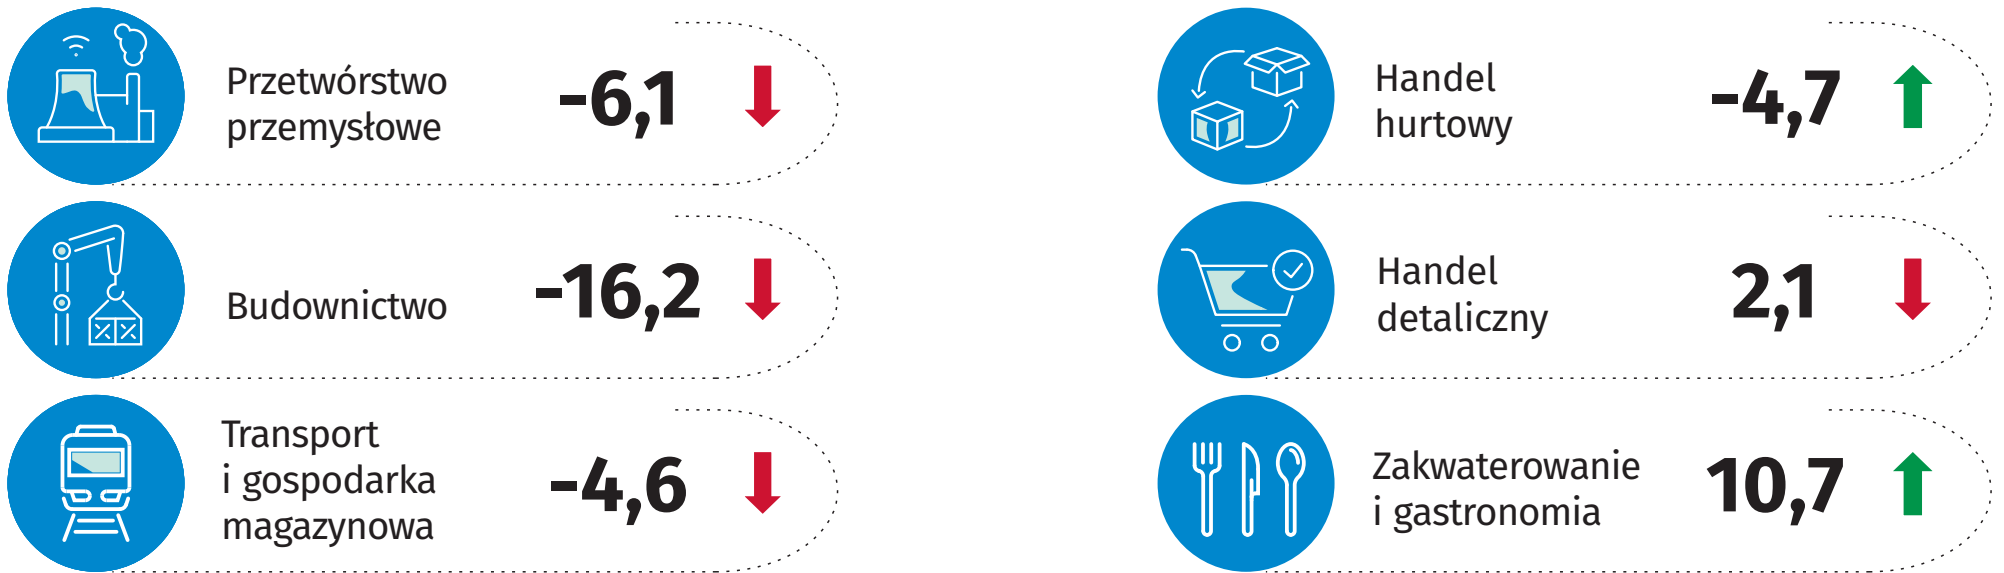 Przetwórstwo
przemysłowe
-6,1
Budownictwo
-16,2
Transport
i gospodarka
magazynowa
-4,6
Handel
hurtowy
-4,7
Handel
detaliczny
2,1
Zakwaterowanie
i gastronomia
10,7